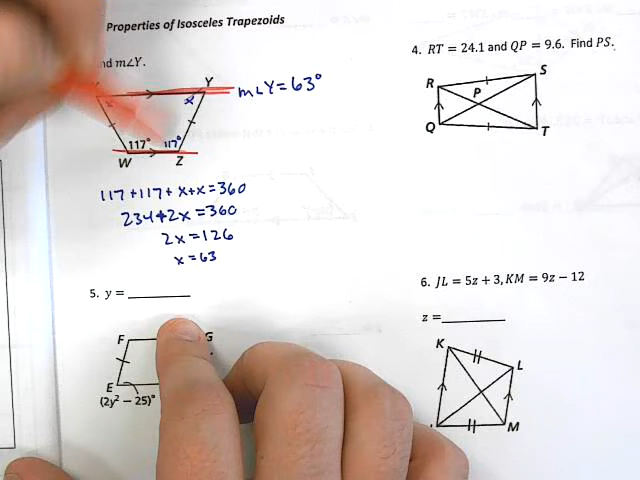 Properties of Isosceles Trapezoids
nd m∠Y.
Y
m∠Y = 63°
x
117° 117°
W Z
117 + 117 + x + x = 360
234 + 2x = 360
2x = 126
x = 63
4. RT = 24.1 and QP = 9.6. Find PS.
R S
P
Q T
5. y =
F G
E
(2y² − 25)°
6. JL = 5z + 3, KM = 9z − 12
z =
K
L
M